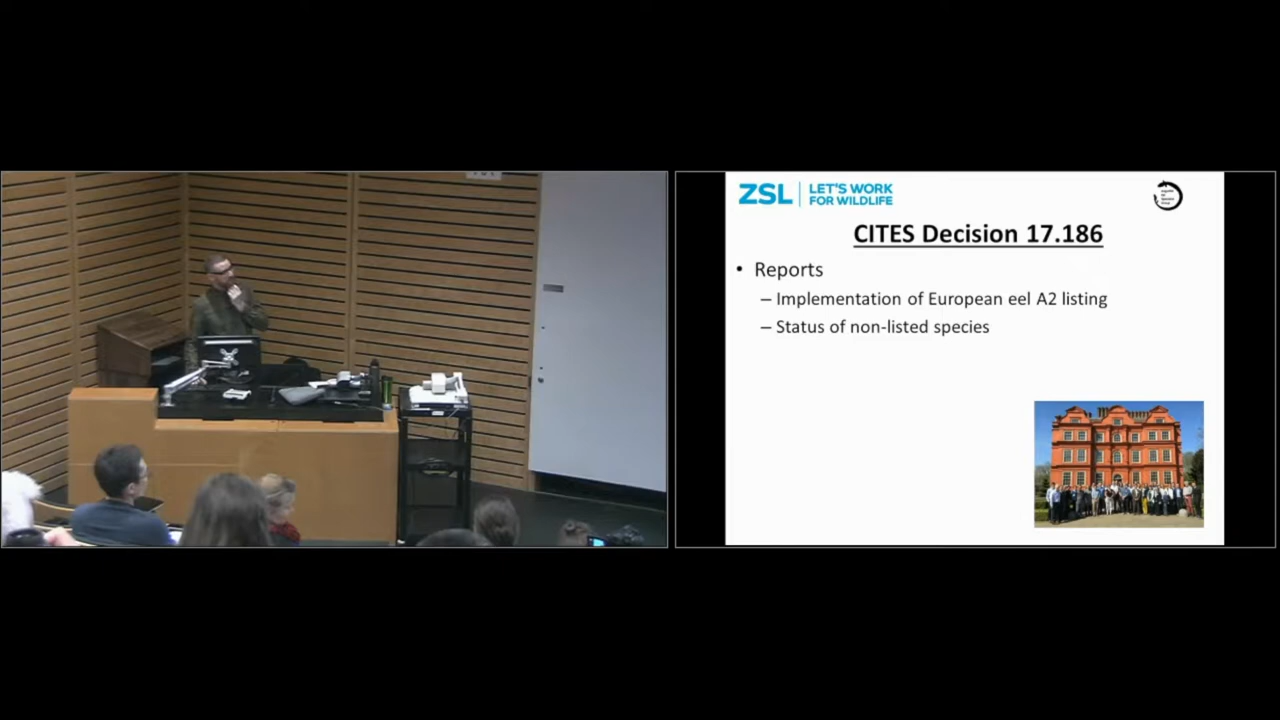 ZSL
LET'S WORK
FOR WILDLIFE
CITES Decision 17.186
• Reports
– Implementation of European eel A2 listing
– Status of non-listed species